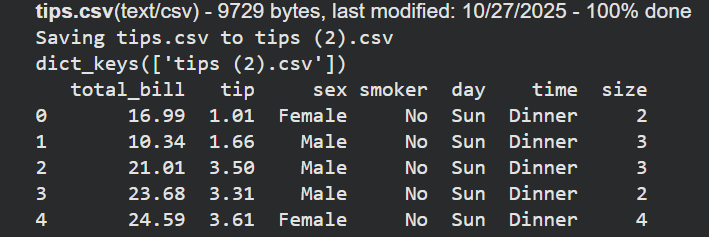 tips.csv(text/csv) - 9729 bytes, last modified: 10/27/2025 - 100% done
Saving tips.csv to tips (2).csv
dict_keys(['tips (2).csv'])
total_bill tip sex smoker day time size
0 16.99 1.01 Female No Sun Dinner 2
1 10.34 1.66 Male No Sun Dinner 3
2 21.01 3.50 Male No Sun Dinner 3
3 23.68 3.31 Male No Sun Dinner 2
4 24.59 3.61 Female No Sun Dinner 4